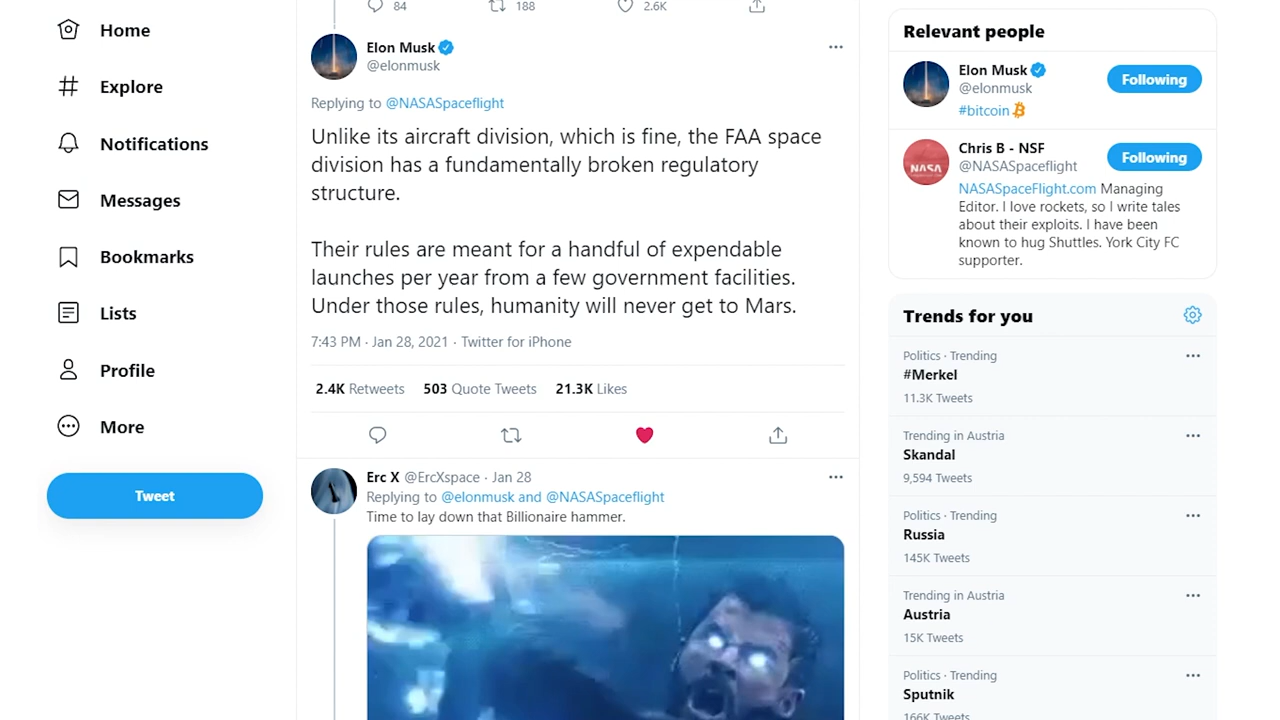 84 188 2.6K
Home
Explore
Notifications
Messages
Bookmarks
Lists
Profile
More
Tweet
Elon Musk
@elonmusk
Replying to @NASASpaceflight
Unlike its aircraft division, which is fine, the FAA space
division has a fundamentally broken regulatory
structure.
Their rules are meant for a handful of expendable
launches per year from a few government facilities.
Under those rules, humanity will never get to Mars.
7:43 PM · Jan 28, 2021 · Twitter for iPhone
2.4K Retweets 503 Quote Tweets 21.3K Likes
Erc X @ErcXspace · Jan 28
Replying to @elonmusk and @NASASpaceflight
Time to lay down that Billionaire hammer.
Relevant people
Elon Musk
@elonmusk
Following
#bitcoin
NASA
Chris B - NSF
@NASASpaceflight
Following
NASASpaceFlight.com Managing
Editor. I love rockets, so I write tales
about their exploits. I have been
known to hug Shuttles. York City FC
supporter.
Trends for you
Politics · Trending
#Merkel
11.3K Tweets
Trending in Austria
Skandal
9,594 Tweets
Politics · Trending
Russia
145K Tweets
Trending in Austria
Austria
15K Tweets
Politics · Trending
Sputnik
166K Tweets